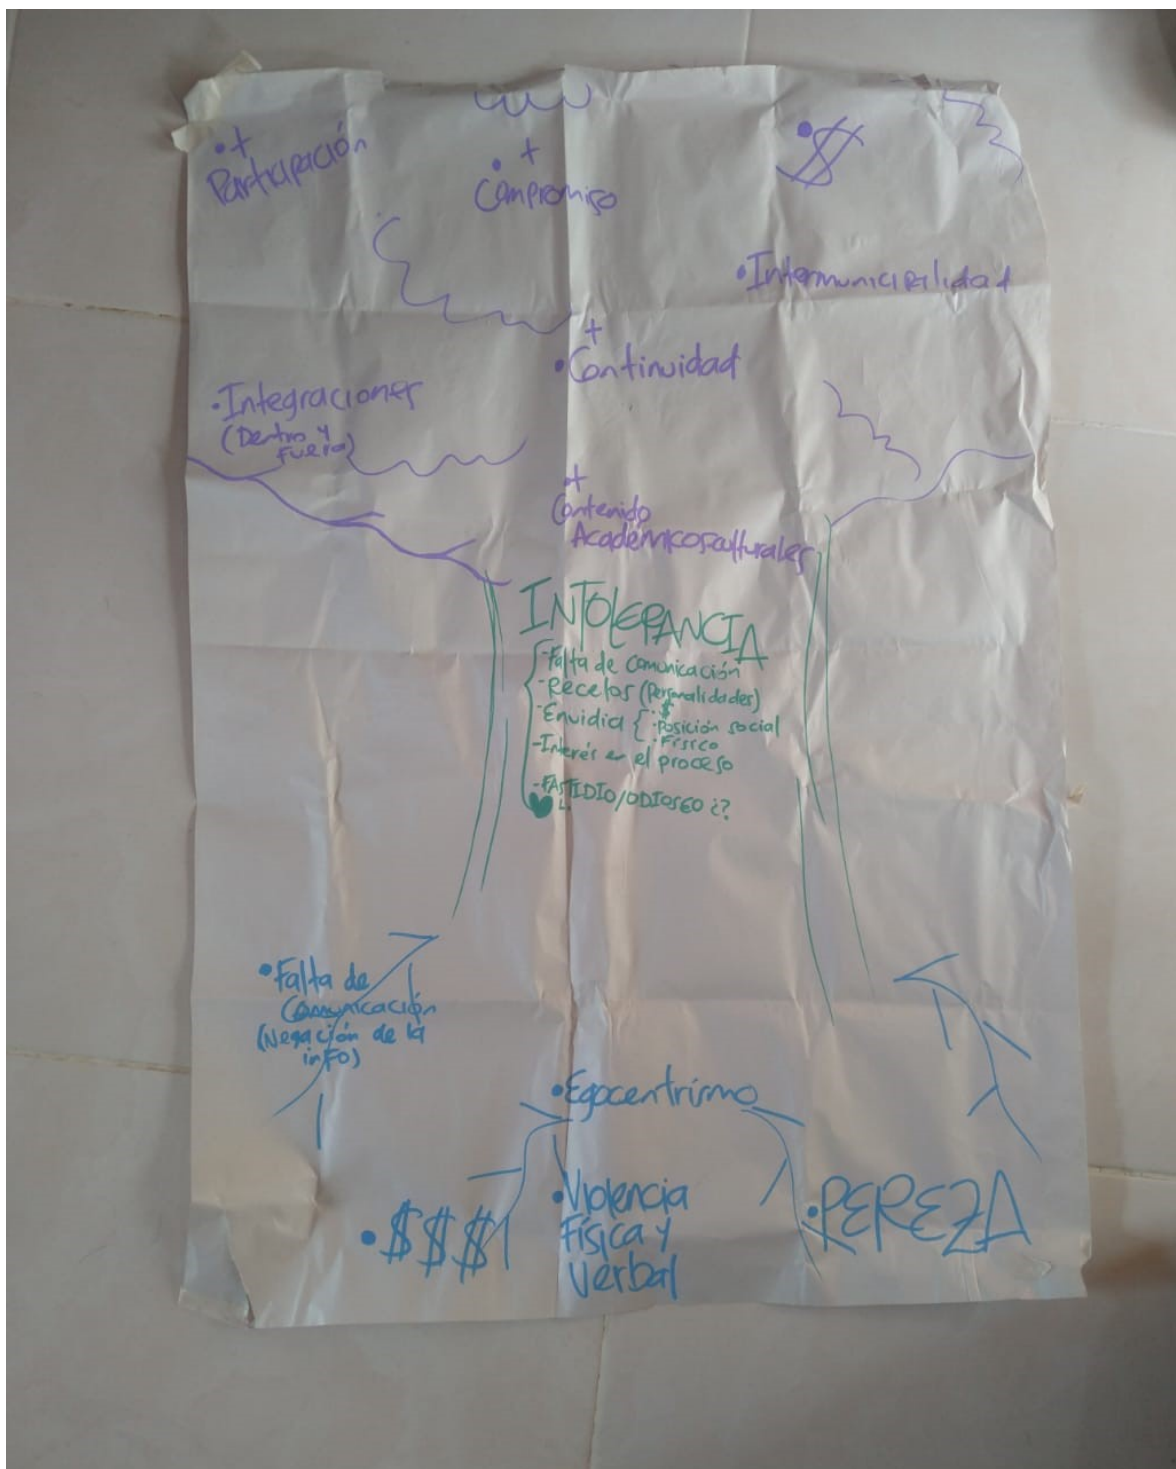 • +
Participación
• +
Compromiso
• $
• Intermunicipalidad
+
• Continuidad
• Integraciones
(Dentro y
fuera)
+
Contenido
Académicosculturales
INTOLERANCIA
- Falta de comunicación
- Recelos (Personalidades)
- Envidia { · $
· Posición social
· Físico
- Interés en el proceso
- FASTIDIO/ODIOSEO ¿?
• Falta de
Comunicación
(Negación de la
info)
• Egocentrismo
• $$$
• Violencia
Física y
Verbal
• PEREZA